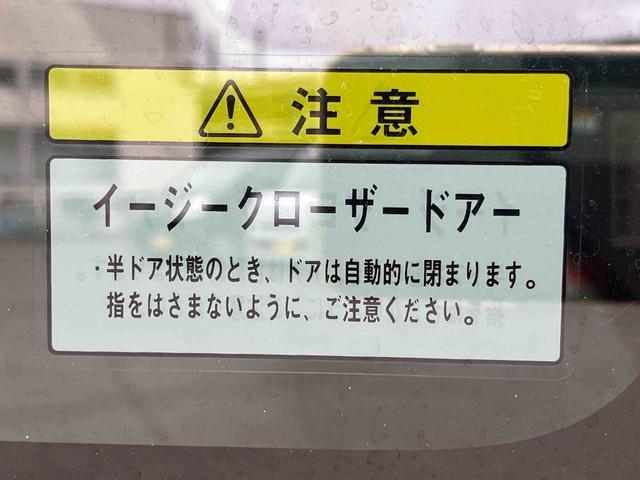 注意
イージークローザードアー
・半ドア状態のとき、ドアは自動的に閉まります。
指をはさまないように、ご注意ください。